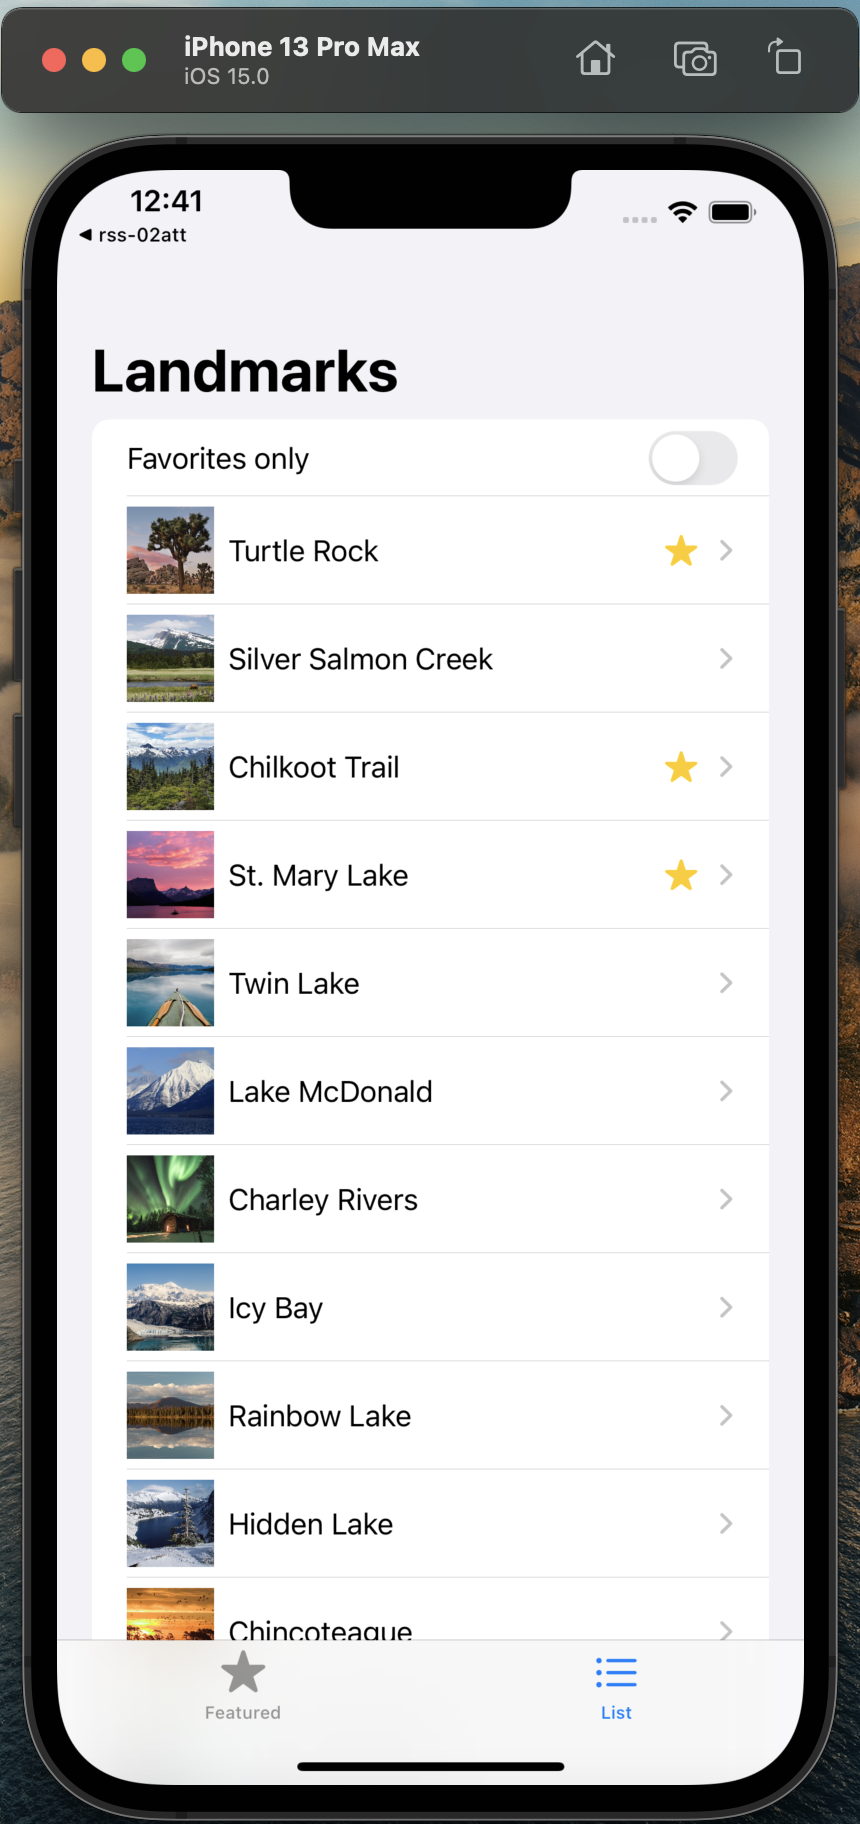 iPhone 13 Pro Max
iOS 15.0
12:41
◀ rss-02att
Landmarks
Favorites only
Turtle Rock
Silver Salmon Creek
Chilkoot Trail
St. Mary Lake
Twin Lake
Lake McDonald
Charley Rivers
Icy Bay
Rainbow Lake
Hidden Lake
Chincoteague
Featured
List